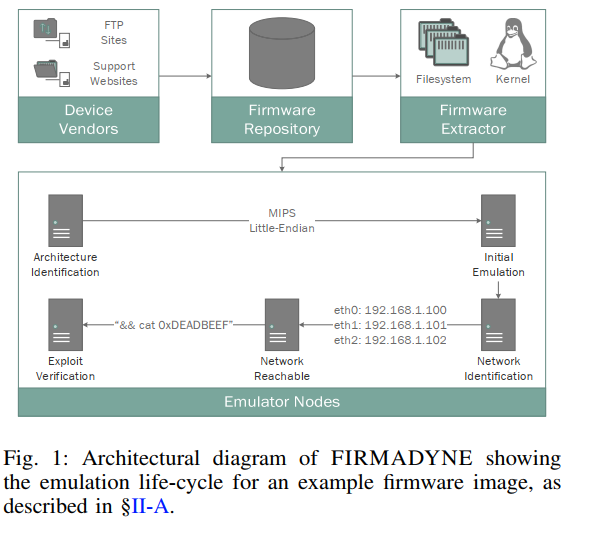 FTP
Sites
Support
Websites
Device
Vendors
Firmware
Repository
Filesystem
Kernel
Firmware
Extractor
MIPS
Little-Endian
Architecture
Identification
Initial
Emulation
eth0: 192.168.1.100
eth1: 192.168.1.101
eth2: 192.168.1.102
"&& cat 0xDEADBEEF"
Exploit
Verification
Network
Reachable
Network
Identification
Emulator Nodes
Fig. 1: Architectural diagram of FIRMADYNE showing
the emulation life-cycle for an example firmware image, as
described in §II-A.